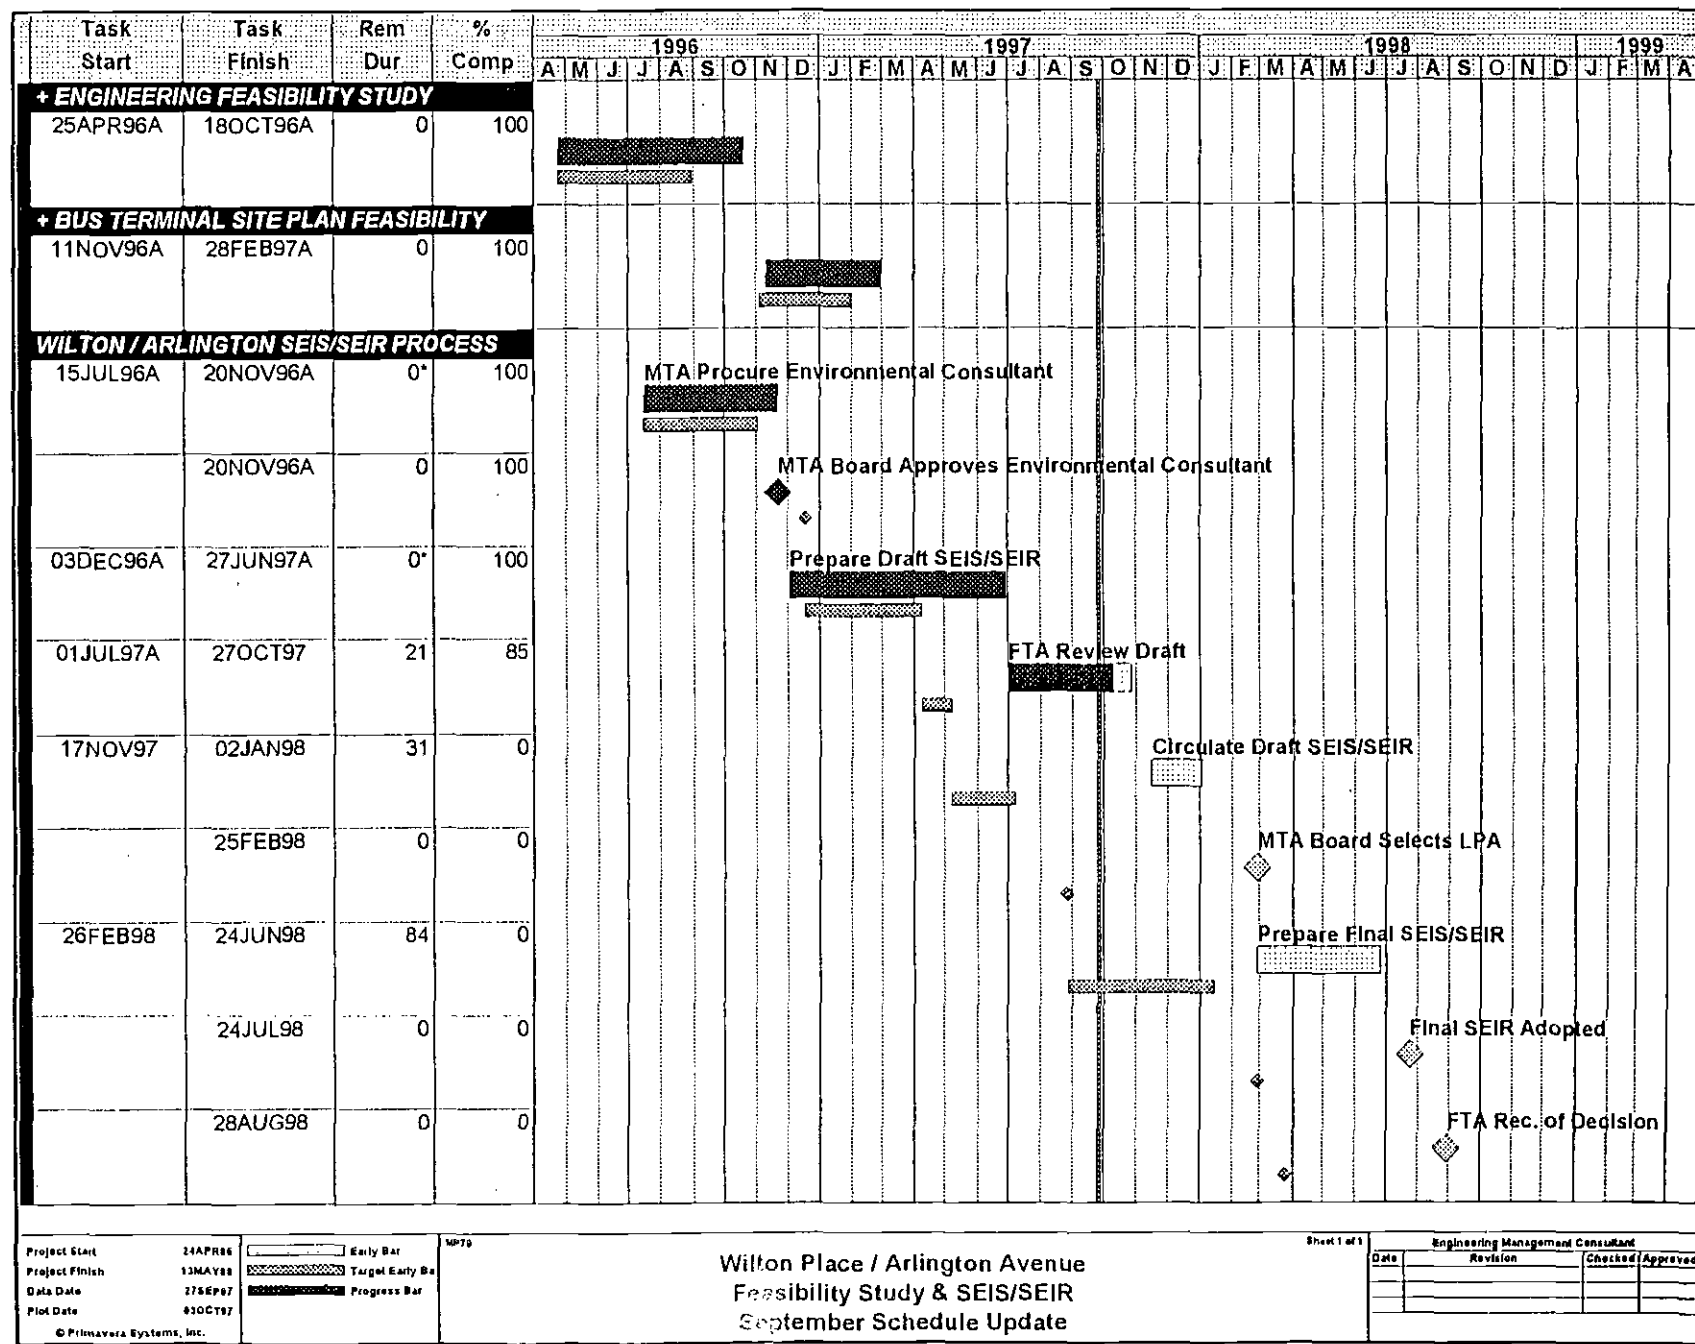 Task Task Rem %
Start Finish Dur Comp
1996 1997 1998 1999
A M J J A S O N D J F M A M J J A S O N D J F M A M J J A S O N D J F M A
+ ENGINEERING FEASIBILITY STUDY
25APR96A 18OCT96A 0 100
+ BUS TERMINAL SITE PLAN FEASIBILITY
11NOV96A 28FEB97A 0 100
WILTON / ARLINGTON SEIS/SEIR PROCESS
15JUL96A 20NOV96A 0* 100 MTA Procure Environmental Consultant
20NOV96A 0 100 MTA Board Approves Environmental Consultant
03DEC96A 27JUN97A 0* 100 Prepare Draft SEIS/SEIR
01JUL97A 27OCT97 21 85 FTA Review Draft
17NOV97 02JAN98 31 0 Circulate Draft SEIS/SEIR
25FEB98 0 0 MTA Board Selects LPA
26FEB98 24JUN98 84 0 Prepare Final SEIS/SEIR
24JUL98 0 0 Final SEIR Adopted
28AUG98 0 0 FTA Rec. of Decision
Project Start 24APR96
Project Finish
Data Date 27SEP97
Plot Date 03OCT97
© Primavera Systems, Inc.
Early Bar
Target Early Ba
Progress Bar
MP79
Wilton Place / Arlington Avenue
Feasibility Study & SEIS/SEIR
September Schedule Update
Sheet 1 of 1
Engineering Management Consultant
Date Revision Checked Approved